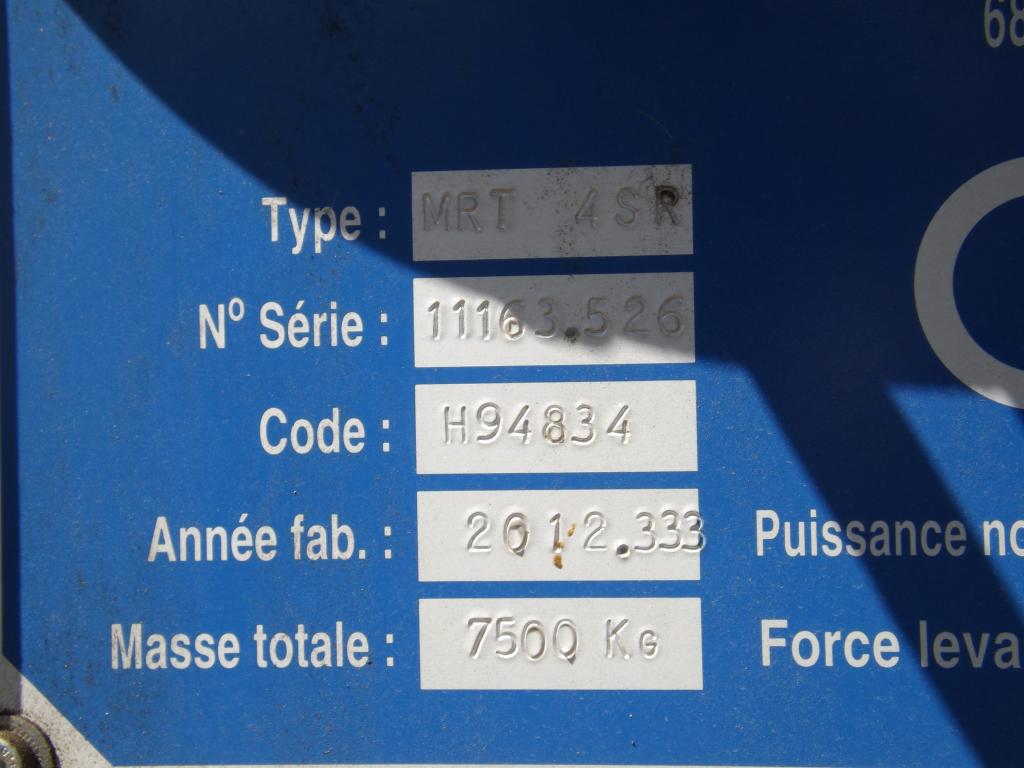 68
Type : MRT 4SR
N° Série : 11163.526
Code : H94834
Année fab. : 2012.333 Puissance no
Masse totale : 7500 KG Force leva